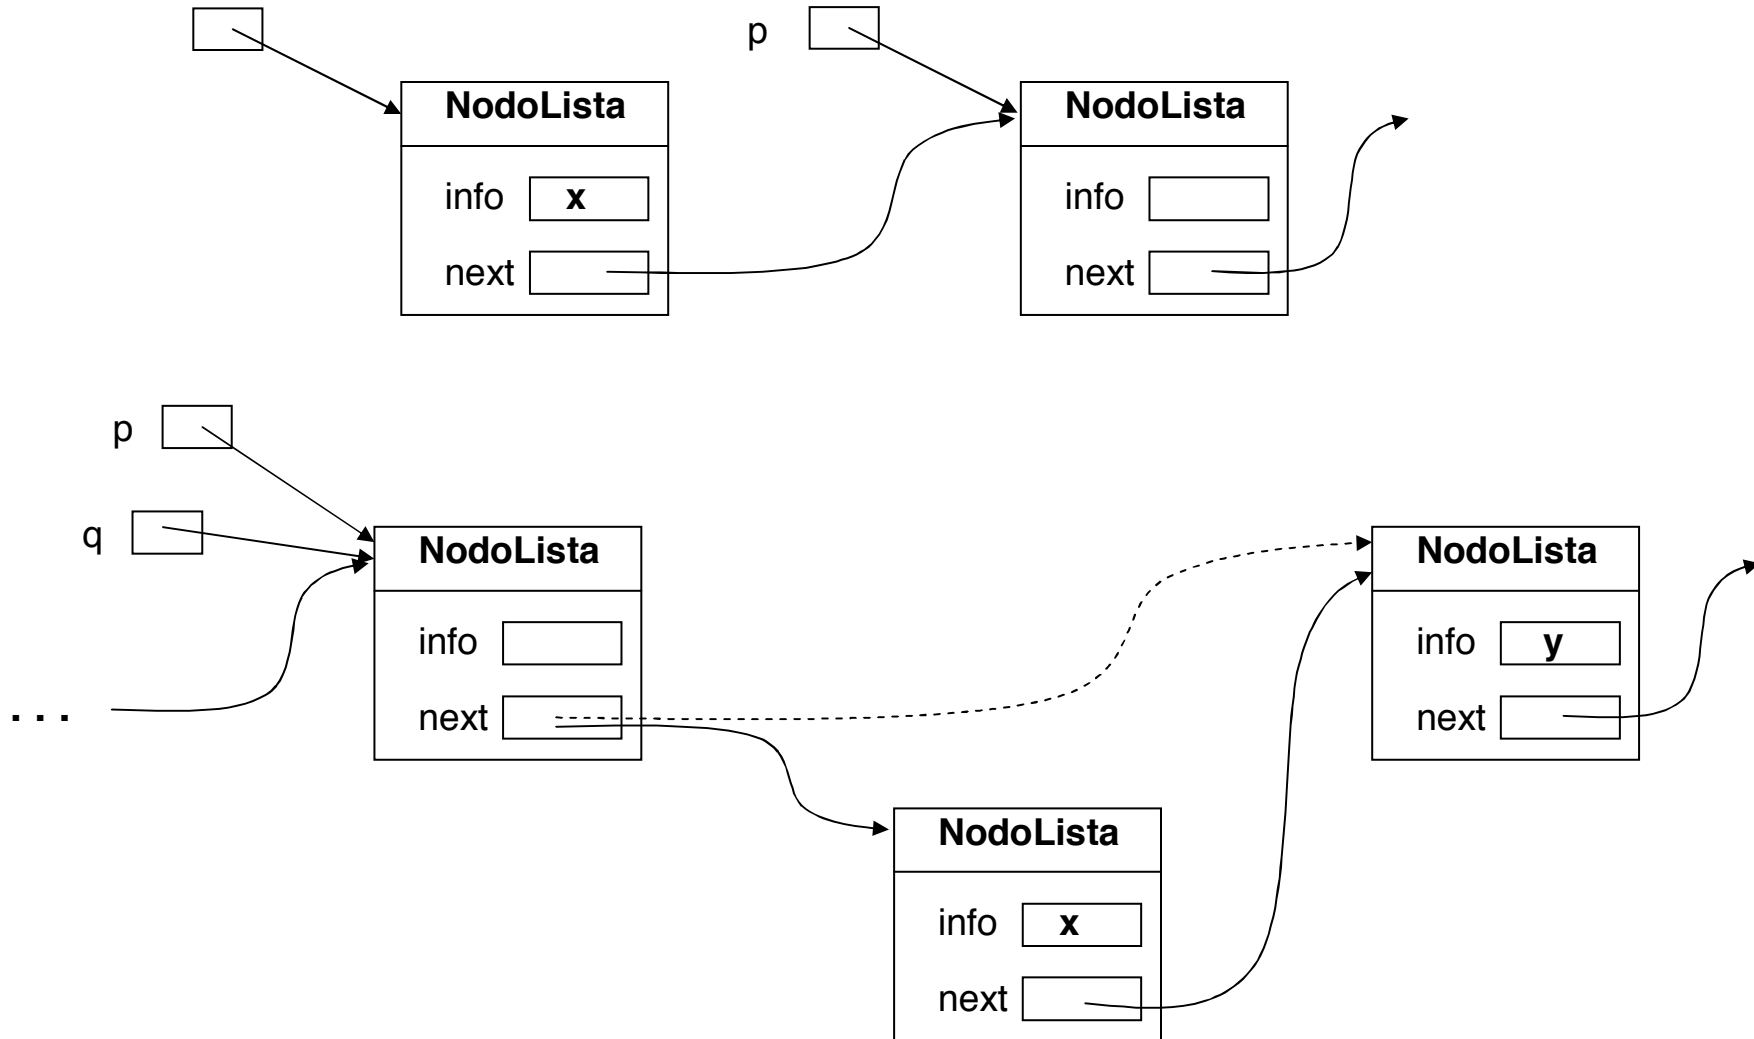 p
NodoLista NodoLista
info x info
next next
p
q
NodoLista NodoLista
info info y
. . . next next
NodoLista
info x
next